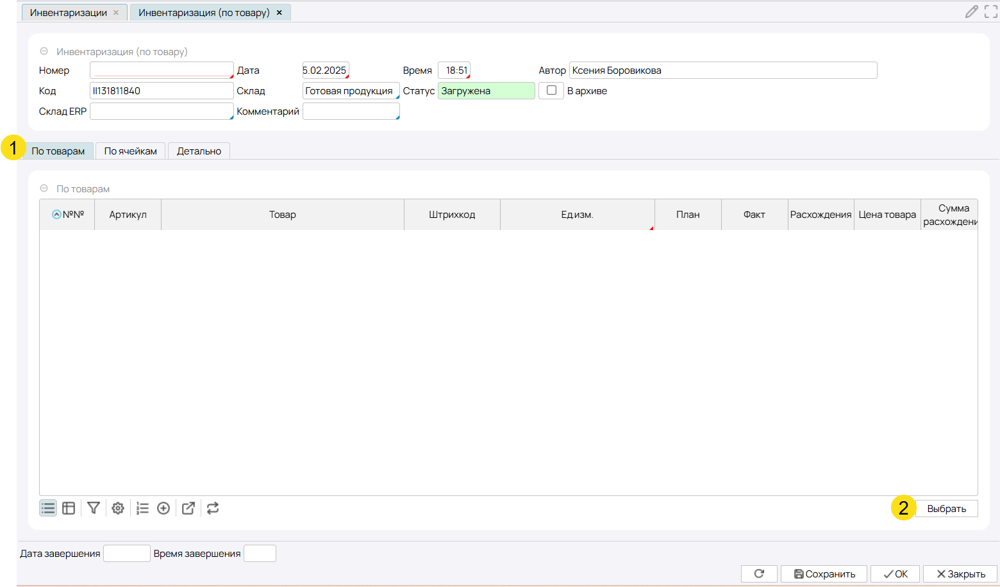 Инвентаризации × Инвентаризация (по товару) ×
Инвентаризация (по товару)
Номер Дата 5.02.2025 Время 18:51 Автор Ксения Боровикова
Код II131811840 Склад Готовая продукция Статус Загружена В архиве
Склад ERP Комментарий
1 По товарам По ячейкам Детально
По товарам
№№ Артикул Товар Штрихкод Ед.изм. План Факт Расхождения Цена товара Сумма
расхождени
2 Выбрать
Дата завершения Время завершения
Сохранить OK Закрыть